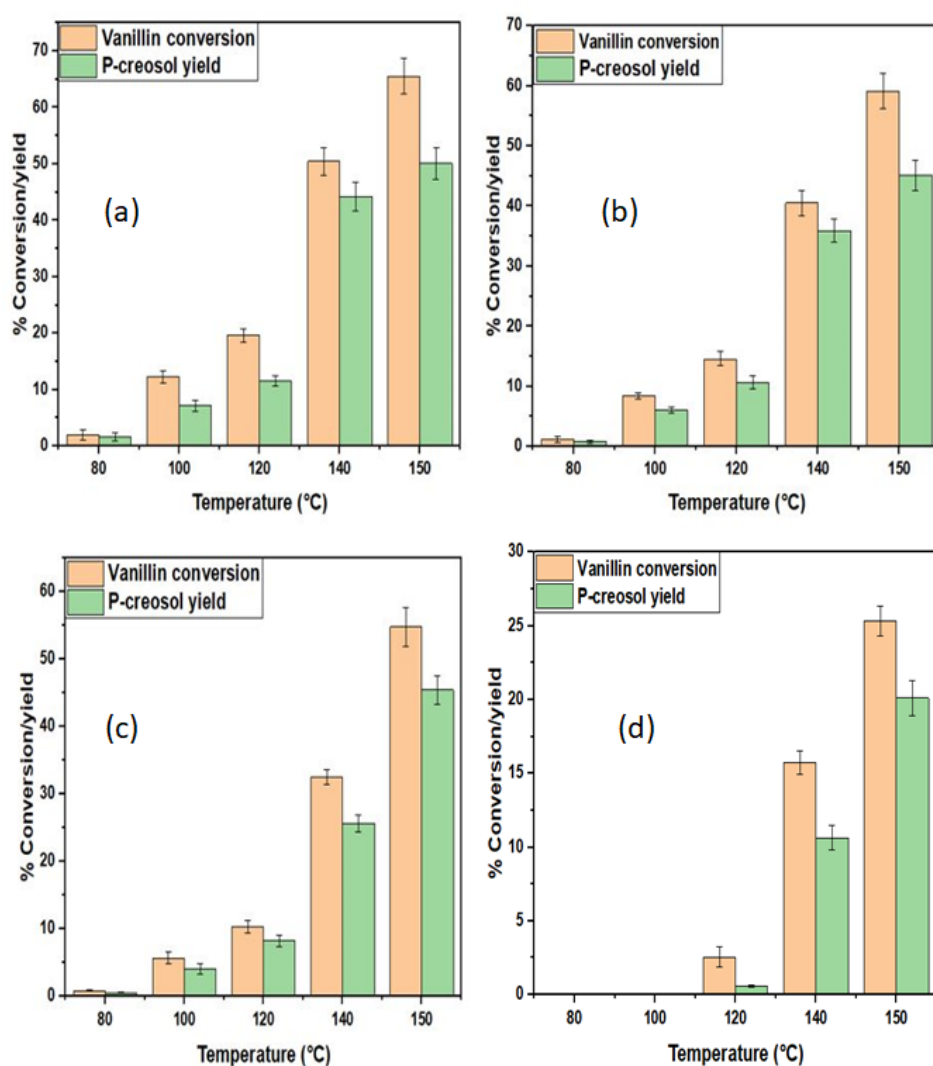 Vanillin conversion
P-creosol yield
70
60
50
40
30
20
10
0
% Conversion/yield
(a)
80 100 120 140 150
Temperature (°C)
70
60
50
40
30
20
10
0
% Conversion/yield
Vanillin conversion
P-creosol yield
(b)
80 100 120 140 150
Temperature (°C)
Vanillin conversion
P-creosol yield
60
50
40
30
20
10
0
% Conversion/yield
(c)
80 100 120 140 150
Temperature (°C)
30
25
20
15
10
5
0
% Conversion/yield
Vanillin conversion
P-creosol yield
(d)
80 100 120 140 150
Temperature (°C)